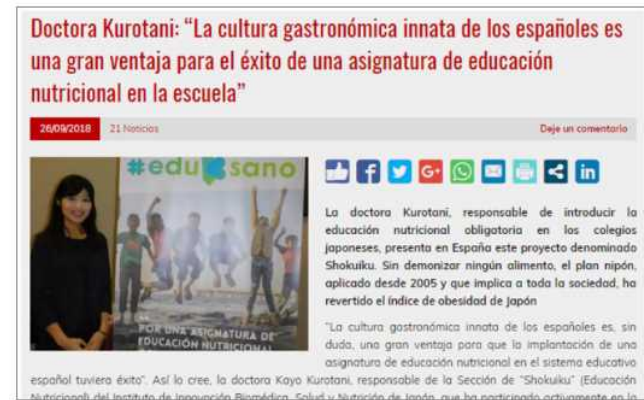 Doctora Kurotani: “La cultura gastronómica innata de los españoles es
una gran ventaja para el éxito de una asignatura de educación
nutricional en la escuela”
26/09/2018 21 Noticias Deje un comentario
#edu sano
POR UNA ASIGNATURA DE
EDUCACIÓN NUTRICIONAL
La doctora Kurotani, responsable de introducir la
educación nutricional obligatoria en los colegios
japoneses, presenta en España este proyecto denominado
Shokuiku. Sin demonizar ningún alimento, el plan nipón,
aplicado desde 2005 y que implica a toda la sociedad, ha
revertido el índice de obesidad de Japón
“La cultura gastronómica innata de los españoles es, sin
duda, una gran ventaja para que la implantación de una
asignatura de educación nutricional en el sistema educativo
español tuviera éxito”. Así lo cree, la doctora Kayo Kurotani, responsable de la Sección de “Shokuiku” (Educación
Nutricional) del Instituto de Innovación Biomédica, Salud y Nutrición de Japón, que ha participado activamente en la